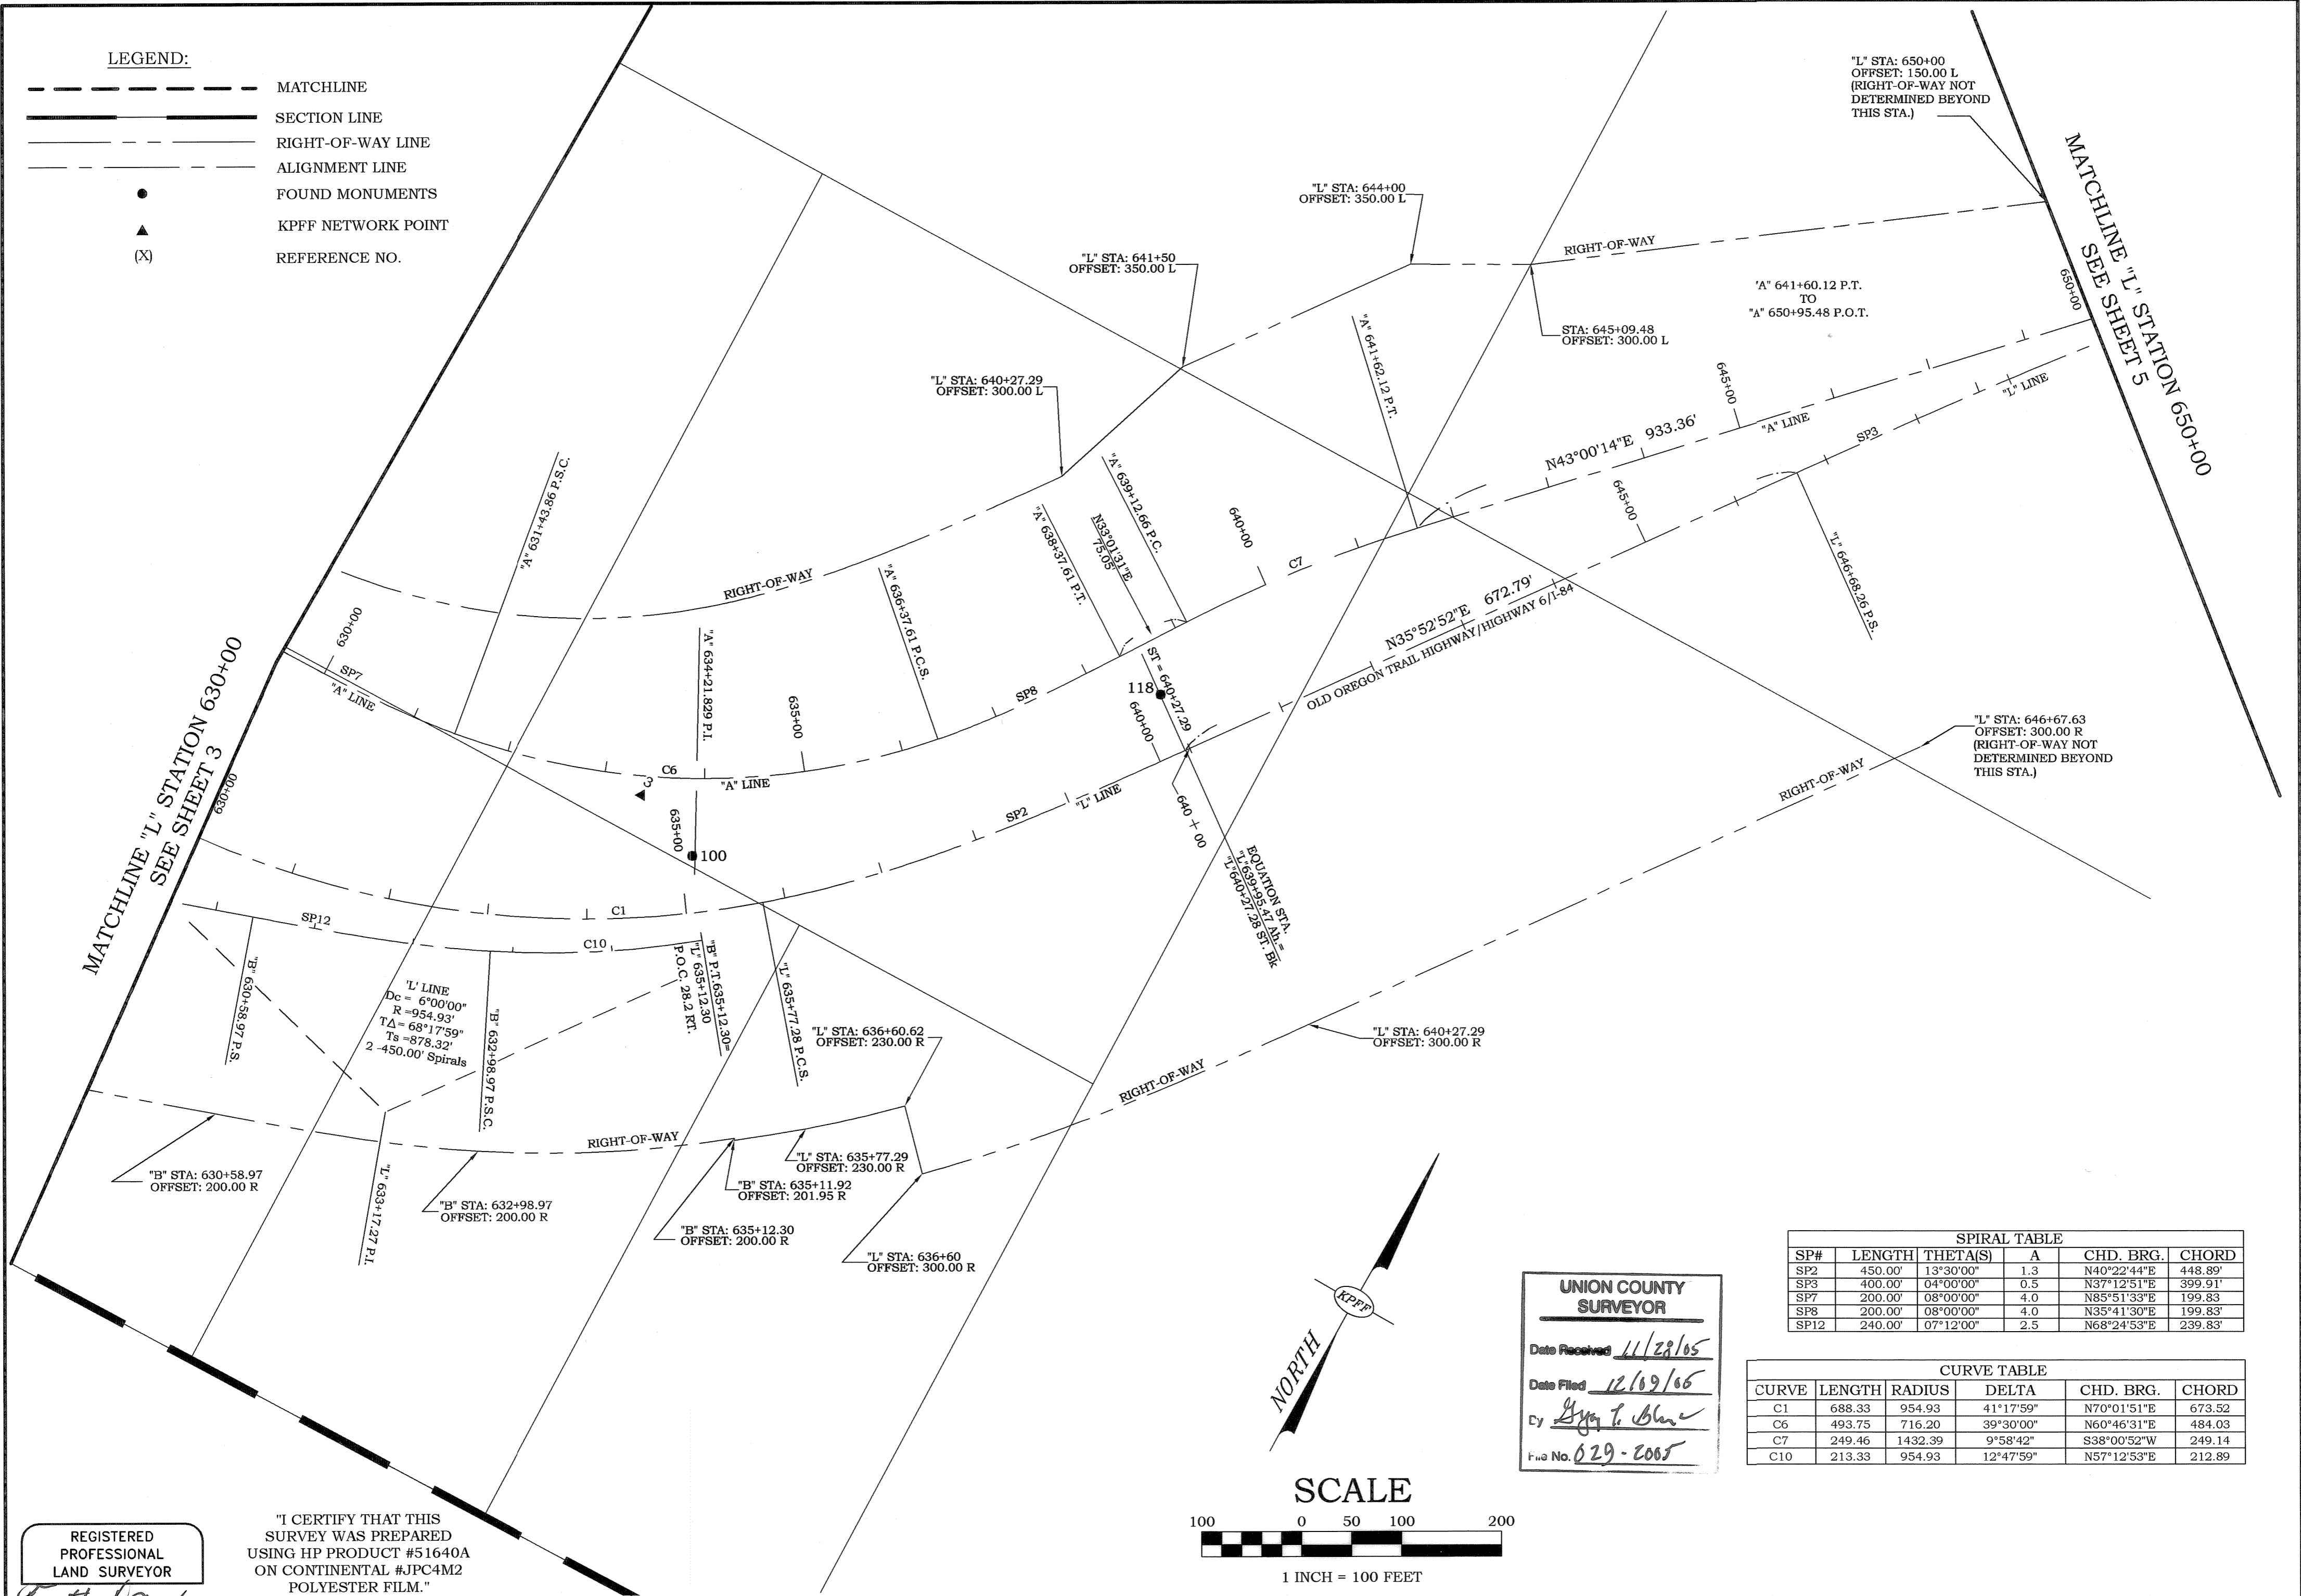 LEGEND:
MATCHLINE
SECTION LINE
RIGHT-OF-WAY LINE
ALIGNMENT LINE
FOUND MONUMENTS
KPFF NETWORK POINT
(X) REFERENCE NO.
"L" STA: 650+00
OFFSET: 150.00 L
(RIGHT-OF-WAY NOT
DETERMINED BEYOND
THIS STA.)
MATCHLINE "L" STATION 650+00
SEE SHEET 5
650+00
"L" STA: 644+00
OFFSET: 350.00 L
"L" STA: 641+50
OFFSET: 350.00 L
RIGHT-OF-WAY
'A" 641+60.12 P.T.
TO
"A" 650+95.48 P.O.T.
STA: 645+09.48
OFFSET: 300.00 L
"L" STA: 640+27.29
OFFSET: 300.00 L
"A" 641+62.12 P.T.
645+00
N43°00'14"E 933.36'
"A" LINE
SP3
"L" LINE
"A" 631+43.86 P.S.C.
"A" 639+12.66 P.C.
"A" 638+37.61 P.T.
N33°01'31"E
75.05'
640+00
C7
645+00
"L" 646+68.26 P.S.
RIGHT-OF-WAY
"A" 636+37.61 P.C.S.
N35°52'52"E 672.79'
OLD OREGON TRAIL HIGHWAY/HIGHWAY 6/I-84
630+00
SP7
"A" LINE
"A" 634+21.829 P.I.
635+00
SP8
ST = 640+27.29
118
640+00
MATCHLINE "L" STATION 630+00
SEE SHEET 3
630+00
C6
"A" LINE
3
635+00
100
SP2
"L" LINE
640 + 00
EQUATION STA.
"L"639+95.47 Ah.=
"L"640+27.28 ST. Bk
"L" STA: 646+67.63
OFFSET: 300.00 R
(RIGHT-OF-WAY NOT
DETERMINED BEYOND
THIS STA.)
RIGHT-OF-WAY
SP12
C1
C10
"B" 630+58.97 P.S.
'L' LINE
Dc = 6°00'00"
R =954.93'
TΔ= 68°17'59"
Ts =878.32'
2 -450.00' Spirals
"B" 632+98.97 P.S.C.
"B" P.T.635+12.30=
"L" 635+12.30
P.O.C. 28.2 RT.
"L" 635+77.28 P.C.S.
"L" STA: 636+60.62
OFFSET: 230.00 R
"L" STA: 640+27.29
OFFSET: 300.00 R
RIGHT-OF-WAY
RIGHT-OF-WAY
"B" STA: 630+58.97
OFFSET: 200.00 R
"L" 633+17.27 P.I.
"B" STA: 632+98.97
OFFSET: 200.00 R
"L" STA: 635+77.29
OFFSET: 230.00 R
"B" STA: 635+11.92
OFFSET: 201.95 R
"B" STA: 635+12.30
OFFSET: 200.00 R
"L" STA: 636+60
OFFSET: 300.00 R
NORTH
KPFF
UNION COUNTY
SURVEYOR
Date Received 11/28/05
Date Filed 12/09/05
By
File No. 029-2005
SPIRAL TABLE
SP# LENGTH THETA(S) A CHD. BRG. CHORD
SP2 450.00' 13°30'00" 1.3 N40°22'44"E 448.89'
SP3 400.00' 04°00'00" 0.5 N37°12'51"E 399.91'
SP7 200.00' 08°00'00" 4.0 N85°51'33"E 199.83
SP8 200.00' 08°00'00" 4.0 N35°41'30"E 199.83'
SP12 240.00' 07°12'00" 2.5 N68°24'53"E 239.83'
CURVE TABLE
CURVE LENGTH RADIUS DELTA CHD. BRG. CHORD
C1 688.33 954.93 41°17'59" N70°01'51"E 673.52
C6 493.75 716.20 39°30'00" N60°46'31"E 484.03
C7 249.46 1432.39 9°58'42" S38°00'52"W 249.14
C10 213.33 954.93 12°47'59" N57°12'53"E 212.89
SCALE
100 0 50 100 200
1 INCH = 100 FEET
REGISTERED
PROFESSIONAL
LAND SURVEYOR
"I CERTIFY THAT THIS
SURVEY WAS PREPARED
USING HP PRODUCT #51640A
ON CONTINENTAL #JPC4M2
POLYESTER FILM."